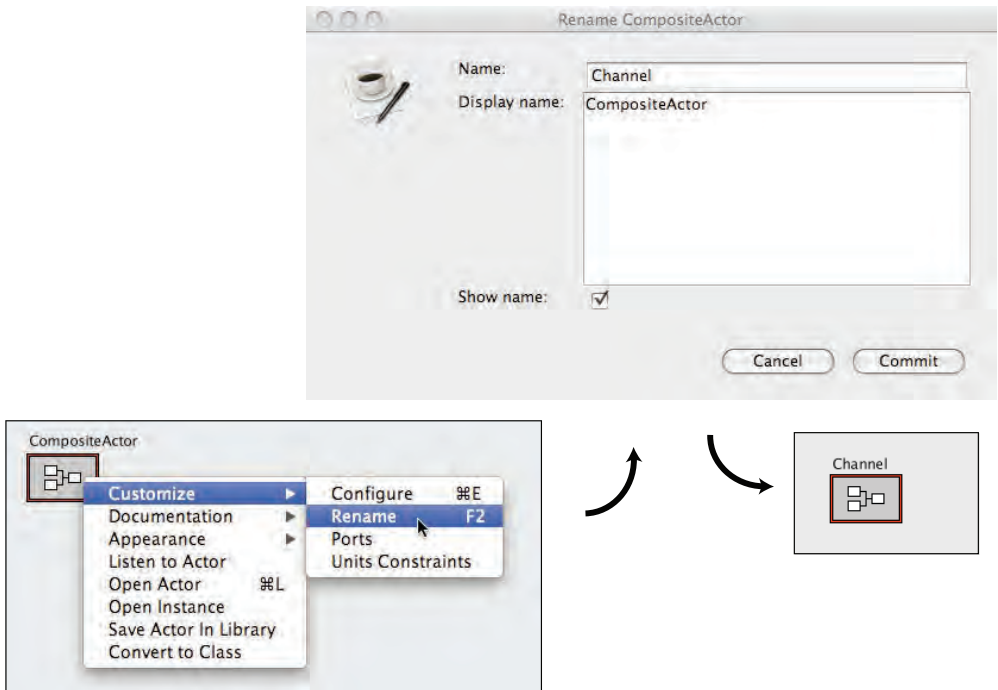 Rename CompositeActor
Name:
Channel
Display name:
CompositeActor
Show name:
Cancel
Commit
CompositeActor
Customize
Documentation
Appearance
Listen to Actor
Open Actor ⌘L
Open Instance
Save Actor In Library
Convert to Class
Configure ⌘E
Rename F2
Ports
Units Constraints
Channel